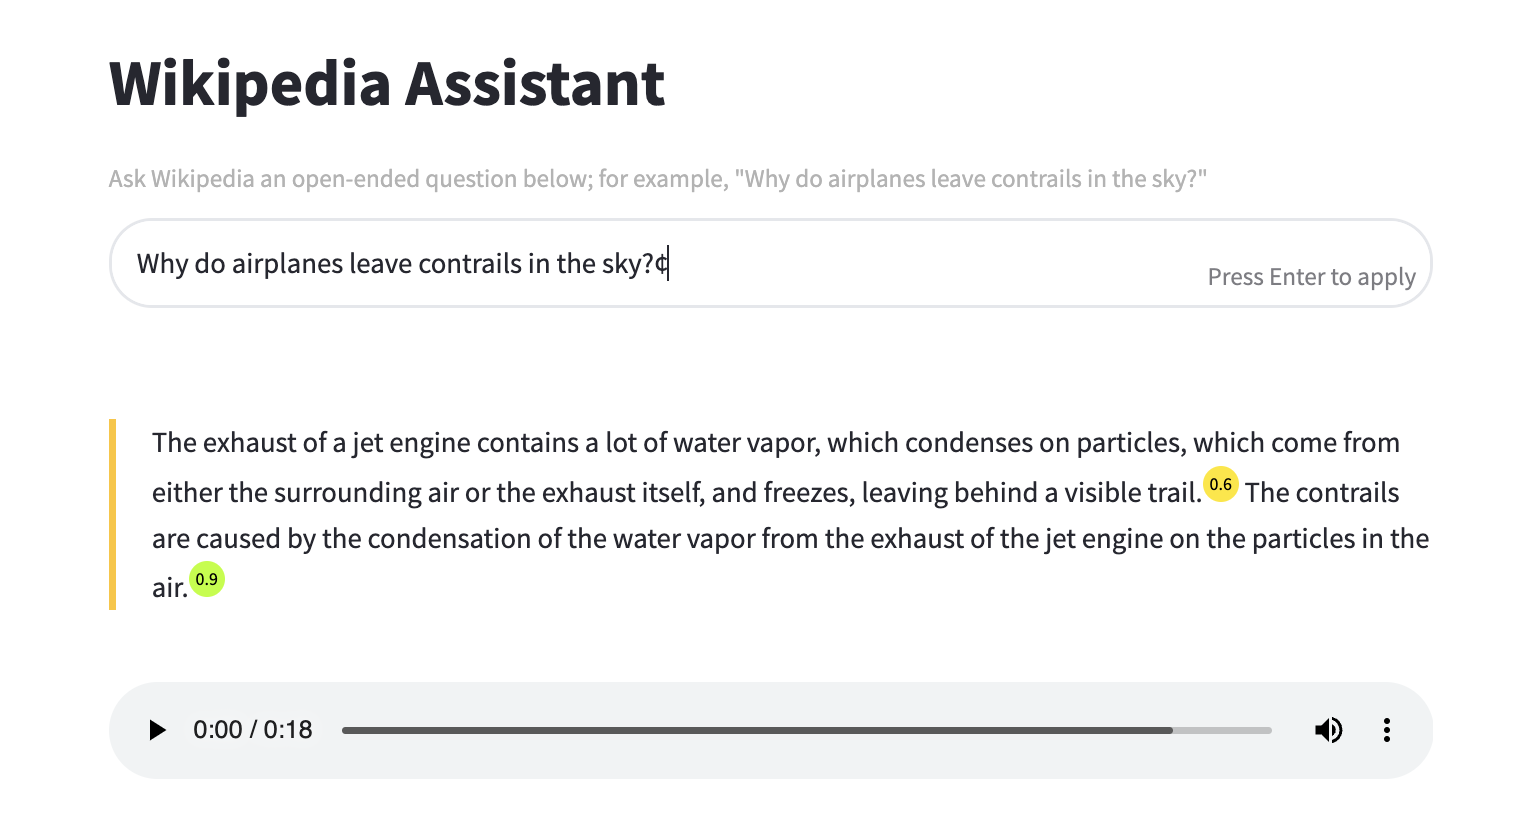 Wikipedia Assistant
Ask Wikipedia an open-ended question below; for example, "Why do airplanes leave contrails in the sky?"
Why do airplanes leave contrails in the sky?¢
Press Enter to apply
The exhaust of a jet engine contains a lot of water vapor, which condenses on particles, which come from
either the surrounding air or the exhaust itself, and freezes, leaving behind a visible trail. 0.6 The contrails
are caused by the condensation of the water vapor from the exhaust of the jet engine on the particles in the
air. 0.9
0:00 / 0:18